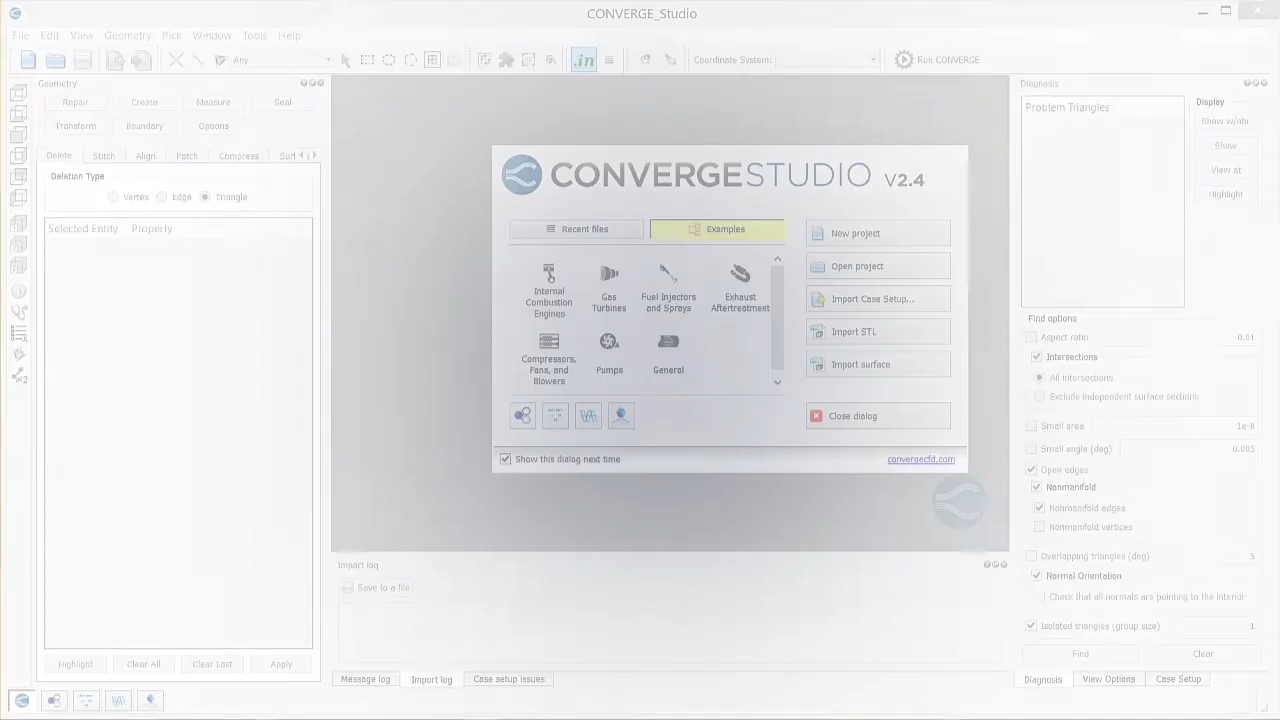 CONVERGE_Studio
File Edit View Geometry Pick Window Tools Help
Any
.in
Coordinate System:
Run CONVERGE
Geometry
Repair Create Measure Seal
Transform Boundary Options
Delete Stitch Align Patch Compress
Deletion Type
Vertex Edge Triangle
Selected Entity Property
Highlight Clear All Clear Last Apply
CONVERGESTUDIO V2.4
Recent files Examples
Internal Combustion Engines
Gas Turbines
Fuel Injectors and Sprays
Exhaust Aftertreatment
Compressors, Fans, and Blowers
Pumps
General
New project
Open project
Import Case Setup...
Import STL
Import surface
Close dialog
Show this dialog next time
convergecfd.com
Import log
Save to a file
Message log Import log Case setup issues
Diagnosis
Problem Triangles
Display
Show w/nbr
Show
View at
Highlight
Find options
Aspect ratio 0.01
Intersections
All intersections
Exclude independent surface sections
Small area 1e-8
Small angle (deg) 0.005
Open edges
Nonmanifold
Nonmanifold edges
Nonmanifold vertices
Overlapping triangles (deg) 5
Normal Orientation
Check that all normals are pointing to the interior
Isolated triangles (group size) 1
Find Clear
Diagnosis View Options Case Setup